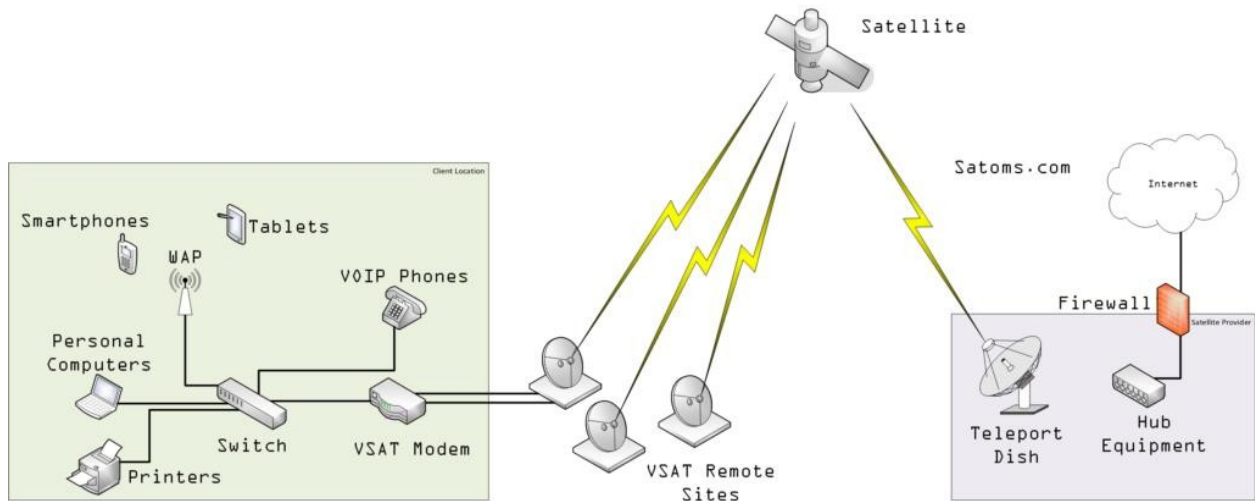 Satellite
Satoms.com
Internet
Client Location
Smartphones
Tablets
WAP
VOIP Phones
Firewall
Satellite Provider
Personal
Computers
Switch
VSAT Modem
Printers
VSAT Remote
Sites
Teleport
Dish
Hub
Equipment